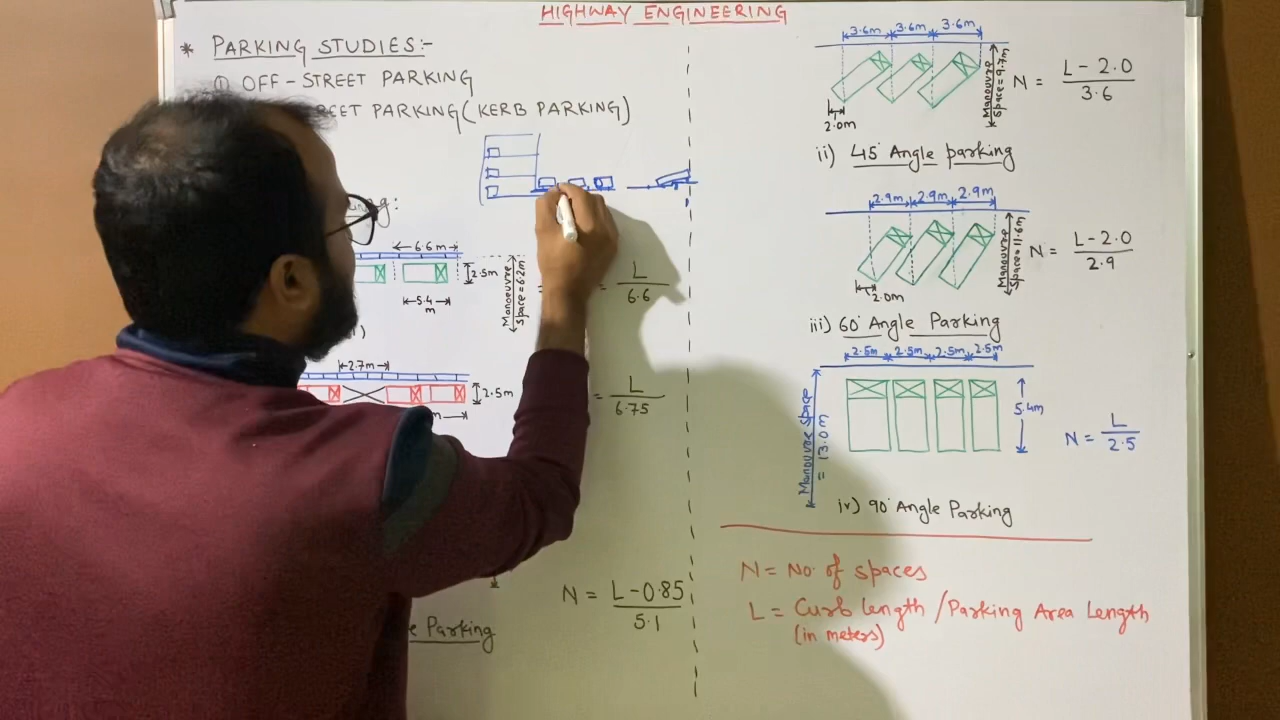 HIGHWAY ENGINEERING
* PARKING STUDIES:-
① OFF-STREET PARKING
REET PARKING (KERB PARKING)
6.6m
2.5m
5.4
m
Manoeuvre
Space = 6.2m
= L/6.6
2.7m
2.5m
m
= L/6.75
N = L-0.85/5.1
e Parking
3.6m 3.6m 3.6m
2.0m
Manouvre
Space = 9.7m
N = L-2.0/3.6
ii) 45° Angle parking
2.9m 2.9m 2.9m
2.0m
Manouvre
Space = 11.6m
N = L-2.0/2.9
iii) 60° Angle Parking
2.5m 2.5m 2.5m 2.5m
Manouvre Space
= 13.0m
5.4m
N = L/2.5
iv) 90° Angle Parking
N = No. of spaces
L = Curb length / Parking Area Length
(in meters)